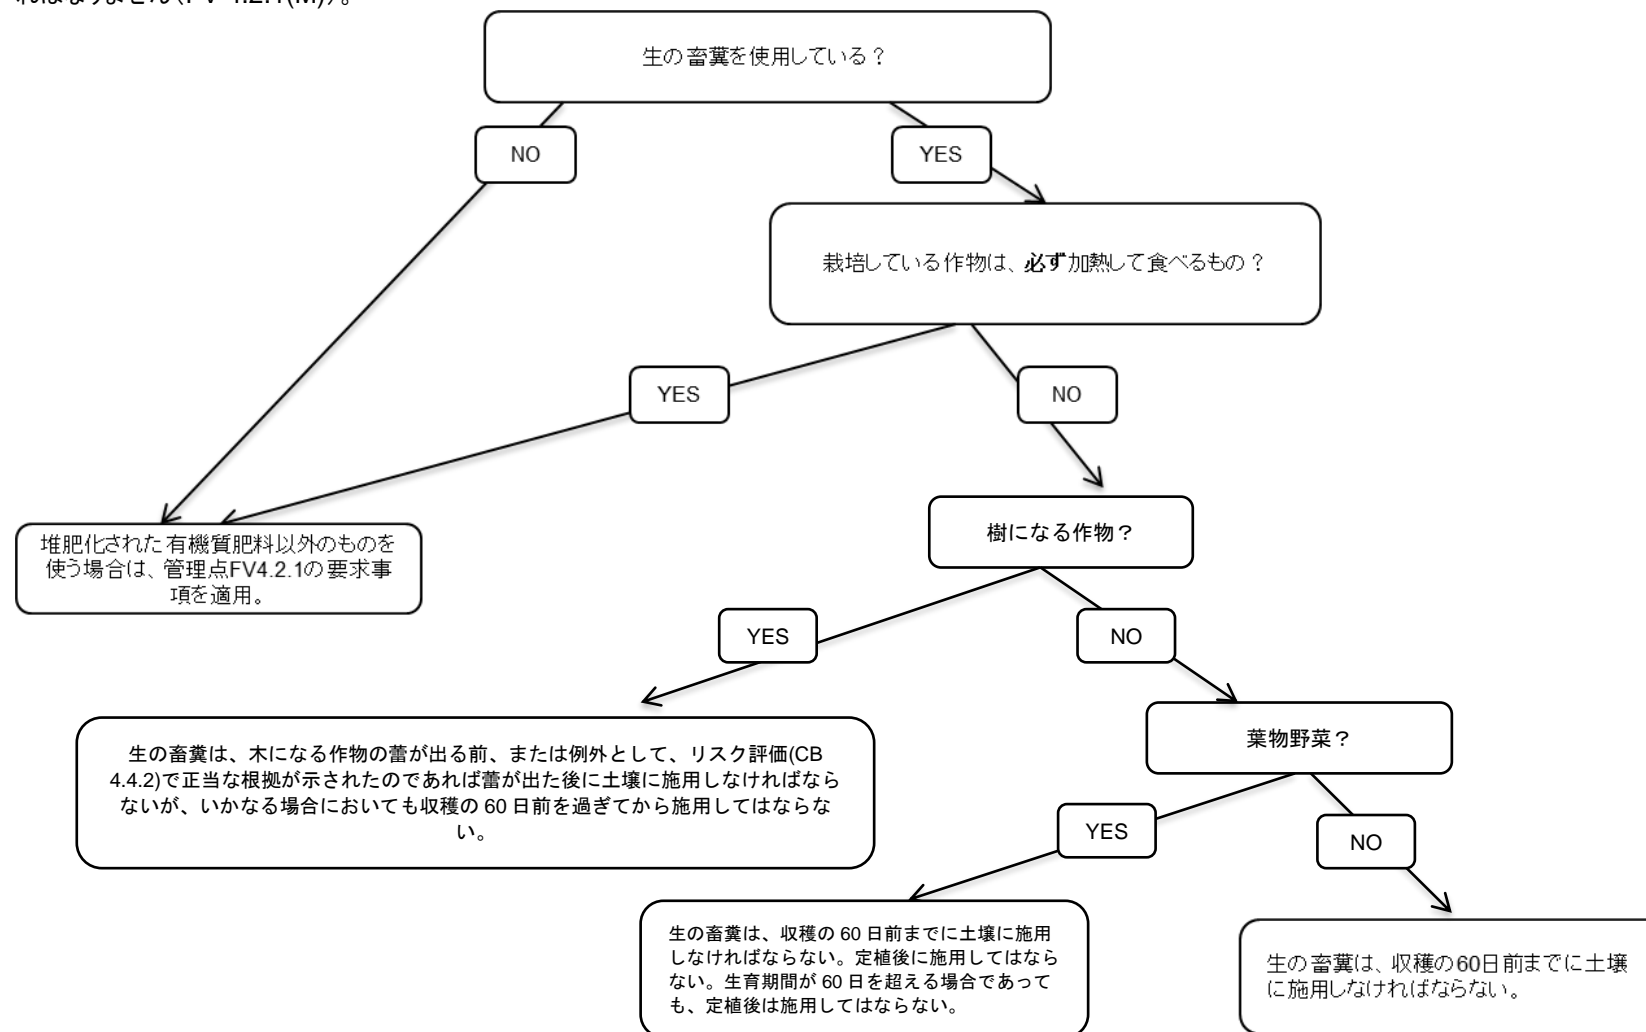 ればなりません(FV 4.2.1(M))。
生の畜糞を使用している？
NO
YES
栽培している作物は、必ず加熱して食べるもの？
YES
NO
樹になる作物？
堆肥化された有機質肥料以外のものを
使う場合は、管理点FV4.2.1の要求事
項を適用。
YES
NO
葉物野菜？
生の畜糞は、木になる作物の蕾が出る前、または例外として、リスク評価(CB
4.4.2)で正当な根拠が示されたのであれば蕾が出た後に土壌に施用しなければなら
ないが、いかなる場合においても収穫の 60 日前を過ぎてから施用してはならな
い。
YES
NO
生の畜糞は、収穫の 60 日前までに土壌に施用
しなければならない。定植後に施用してはなら
ない。生育期間が 60 日を超える場合であって
も、定植後は施用してはならない。
生の畜糞は、収穫の60日前までに土壌
に施用しなければならない。